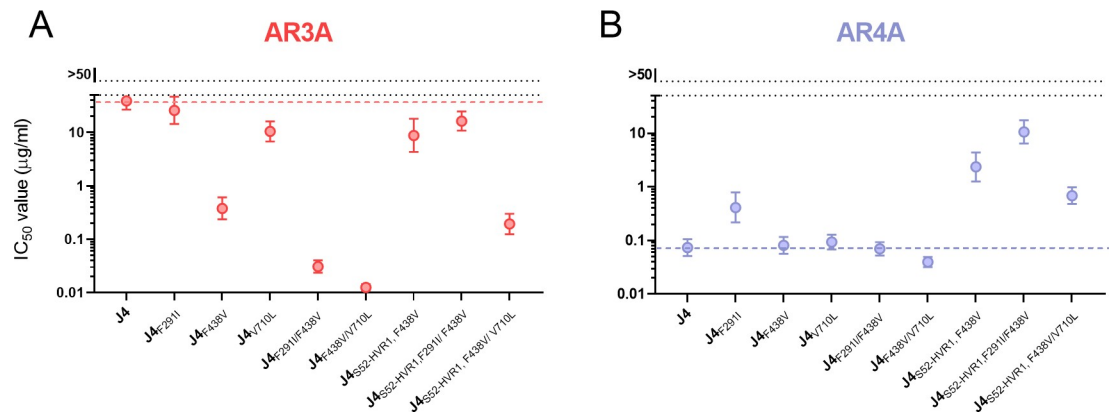 A
AR3A
>50
10
1
0.1
0.01
IC50 value (μg/ml)
J4
J4F291I
J4F438V
J4V710L
J4F291I/F438V
J4F438V/V710L
J4S52-HVR1, F438V
J4S52-HVR1,F291I/ F438V
J4S52-HVR1, F438V/ V710L
B
AR4A
>50
10
1
0.1
0.01
J4
J4F291I
J4F438V
J4V710L
J4F291I/F438V
J4F438V/V710L
J4S52-HVR1, F438V
J4S52-HVR1,F291I/F438V
J4S52-HVR1, F438V/V710L